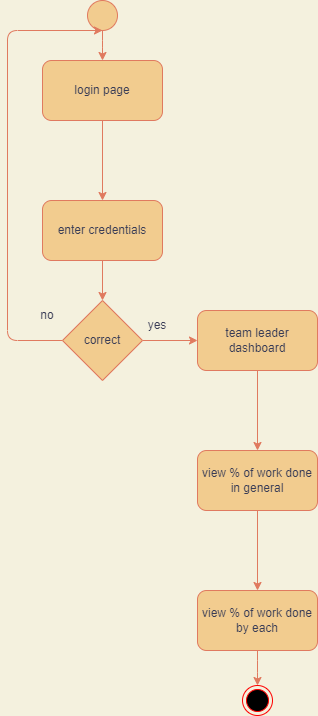 login page
enter credentials
no
yes
correct
team leader
dashboard
view % of work done
in general
view % of work done
by each